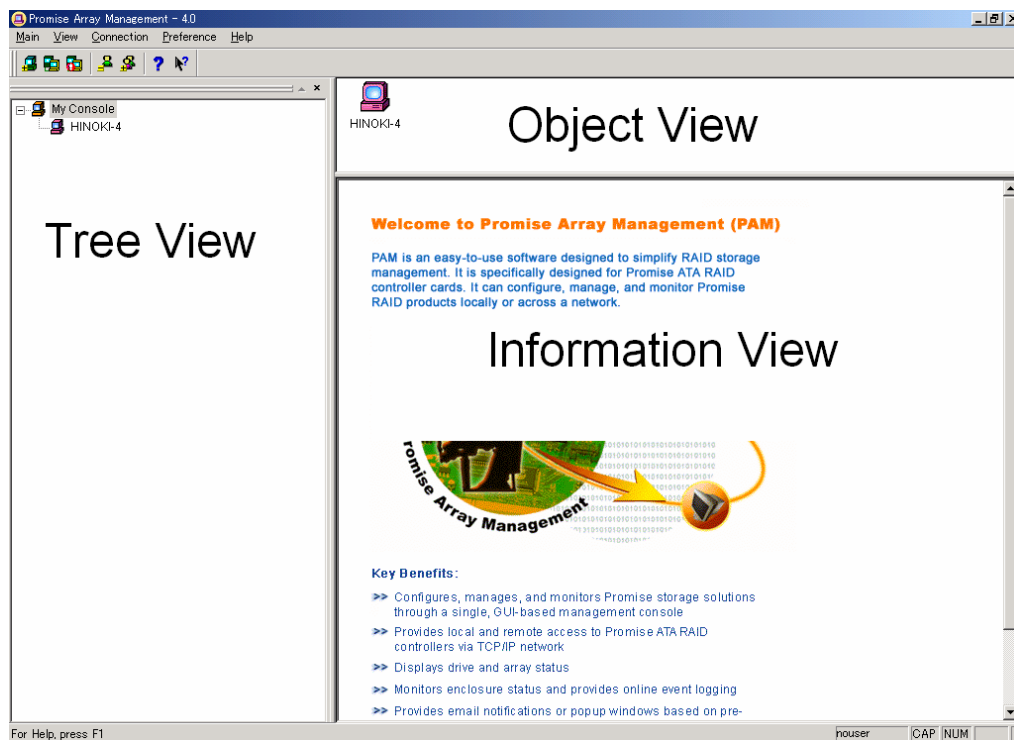 Promise Array Management - 4.0
Main View Connection Preference Help
My Console
HINOKI-4
Tree View
HINOKI-4
Object View
Welcome to Promise Array Management (PAM)
PAM is an easy-to-use software designed to simplify RAID storage
management. It is specifically designed for Promise ATA RAID
controller cards. It can configure, manage, and monitor Promise
RAID products locally or across a network.
Information View
romise Array Management
Key Benefits:
>> Configures, manages, and monitors Promise storage solutions
through a single, GUI-based management console
>> Provides local and remote access to Promise ATA RAID
controllers via TCP/IP network
>> Displays drive and array status
>> Monitors enclosure status and provides online event logging
>> Provides email notifications or popup windows based on pre-
For Help, press F1
nouser CAP NUM